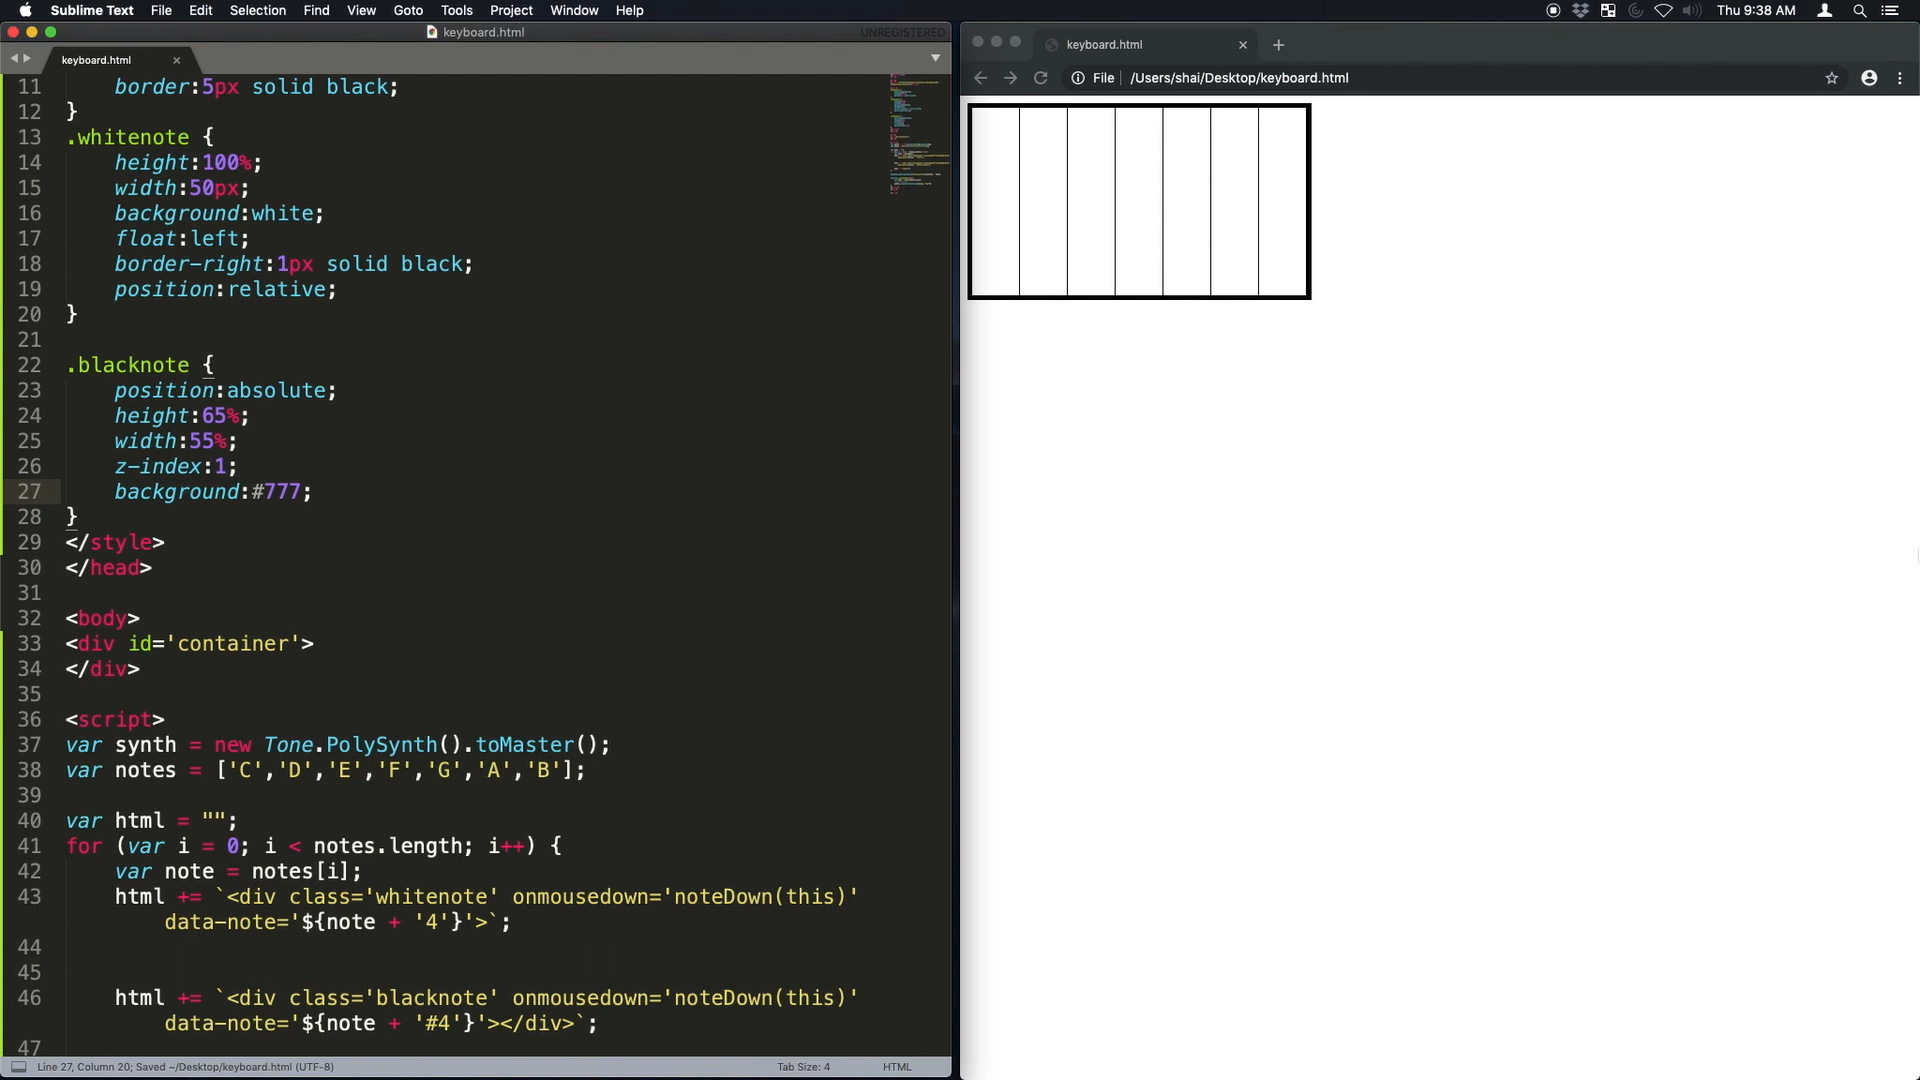 Sublime Text File Edit Selection Find View Goto Tools Project Window Help Thu 9:38 AM
keyboard.html UNREGISTERED
keyboard.html
keyboard.html
File /Users/shai/Desktop/keyboard.html
11 border:5px solid black;
12 }
13 .whitenote {
14 height:100%;
15 width:50px;
16 background:white;
17 float:left;
18 border-right:1px solid black;
19 position:relative;
20 }
21
22 .blacknote {
23 position:absolute;
24 height:65%;
25 width:55%;
26 z-index:1;
27 background:#777;
28 }
29 </style>
30 </head>
31
32 <body>
33 <div id='container'>
34 </div>
35
36 <script>
37 var synth = new Tone.PolySynth().toMaster();
38 var notes = ['C','D','E','F','G','A','B'];
39
40 var html = "";
41 for (var i = 0; i < notes.length; i++) {
42 var note = notes[i];
43 html += `<div class='whitenote' onmousedown='noteDown(this)'
data-note='${note + '4'}'>`;
44
45
46 html += `<div class='blacknote' onmousedown='noteDown(this)'
data-note='${note + '#4'}'></div>`;
47
Line 27, Column 20; Saved ~/Desktop/keyboard.html (UTF-8) Tab Size: 4 HTML